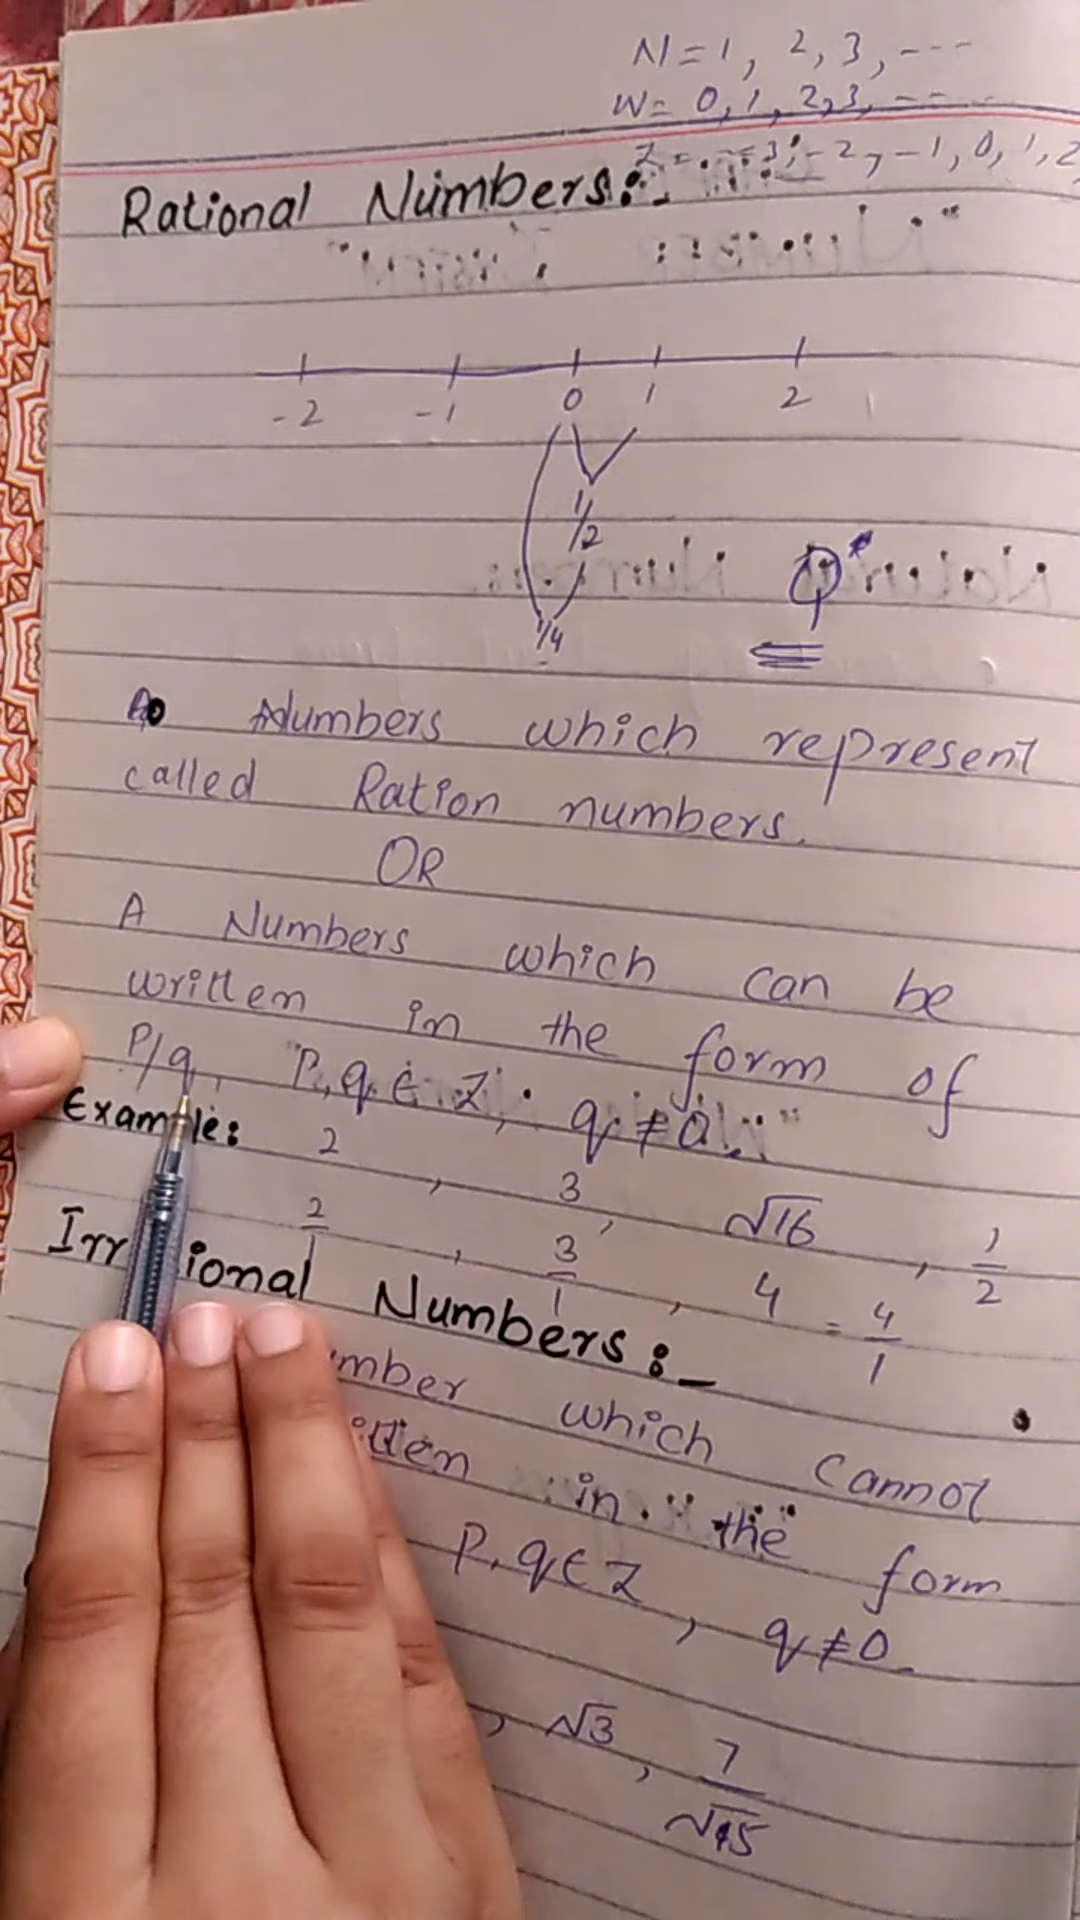 N = 1, 2, 3, ---
W = 0, 1, 2, 3, ---
Z = --- -3, -2, -1, 0, 1, 2
Rational Numbers:-
-2 -1 0 1 2
1/2
Q
1/4
Numbers which represent
called Ration numbers.
OR
A Numbers which can be
written in the form of
P/q, P, q ∈ Z, q ≠ 0.
Example: 2, 3, √16, 1/2
2/1, 3/1, 4 = 4/1
Irr ional Numbers:-
mber which cannot
itten in the form
P, q ∈ Z, q ≠ 0.
, √3, 7/√15